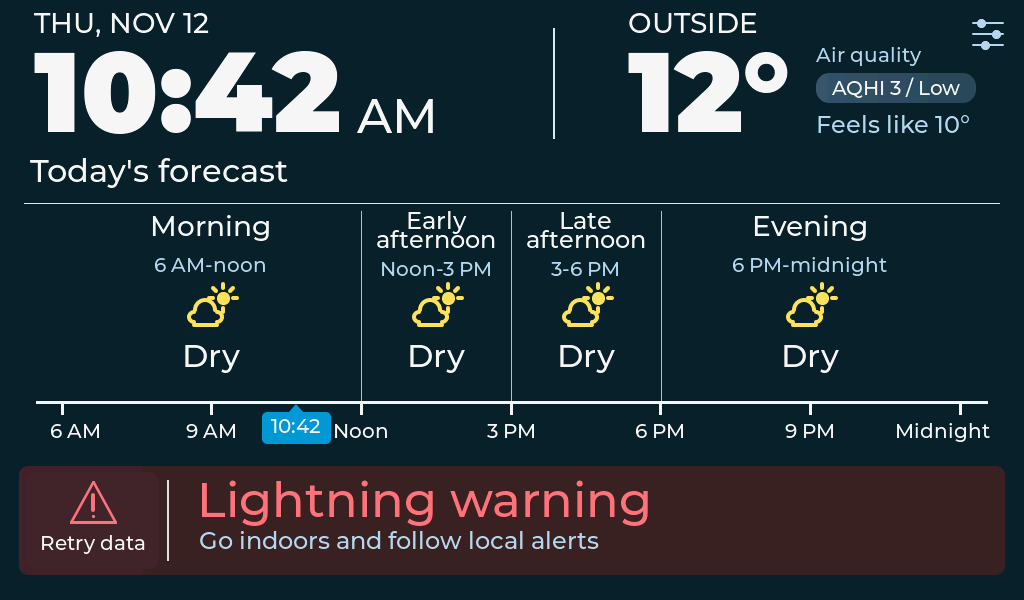 THU, NOV 12
10:42 AM
OUTSIDE
12°
Air quality
AQHI 3 / Low
Feels like 10°
Today's forecast
Morning
6 AM-noon
Dry
Early
afternoon
Noon-3 PM
Dry
Late
afternoon
3-6 PM
Dry
Evening
6 PM-midnight
Dry
6 AM
9 AM
10:42
Noon
3 PM
6 PM
9 PM
Midnight
Retry data
Lightning warning
Go indoors and follow local alerts